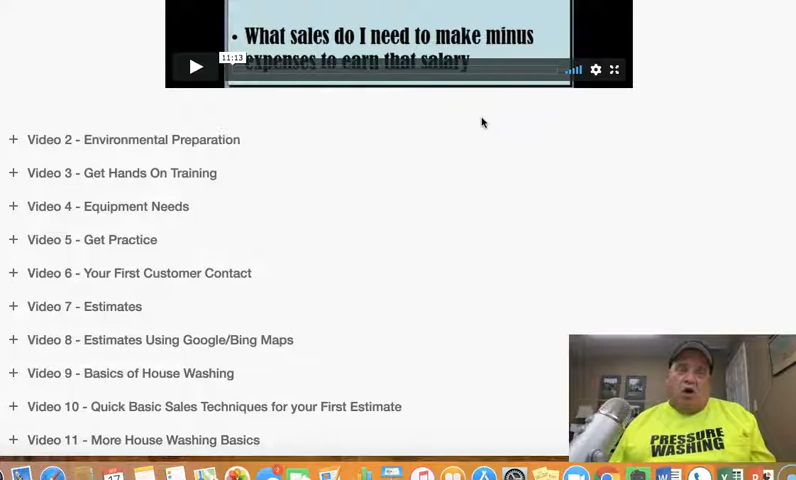 • What sales do I need to make minus
expenses to earn that salary
11:13
+ Video 2 - Environmental Preparation
+ Video 3 - Get Hands On Training
+ Video 4 - Equipment Needs
+ Video 5 - Get Practice
+ Video 6 - Your First Customer Contact
+ Video 7 - Estimates
+ Video 8 - Estimates Using Google/Bing Maps
+ Video 9 - Basics of House Washing
+ Video 10 - Quick Basic Sales Techniques for your First Estimate
+ Video 11 - More House Washing Basics
PRESSURE
WASHING
17